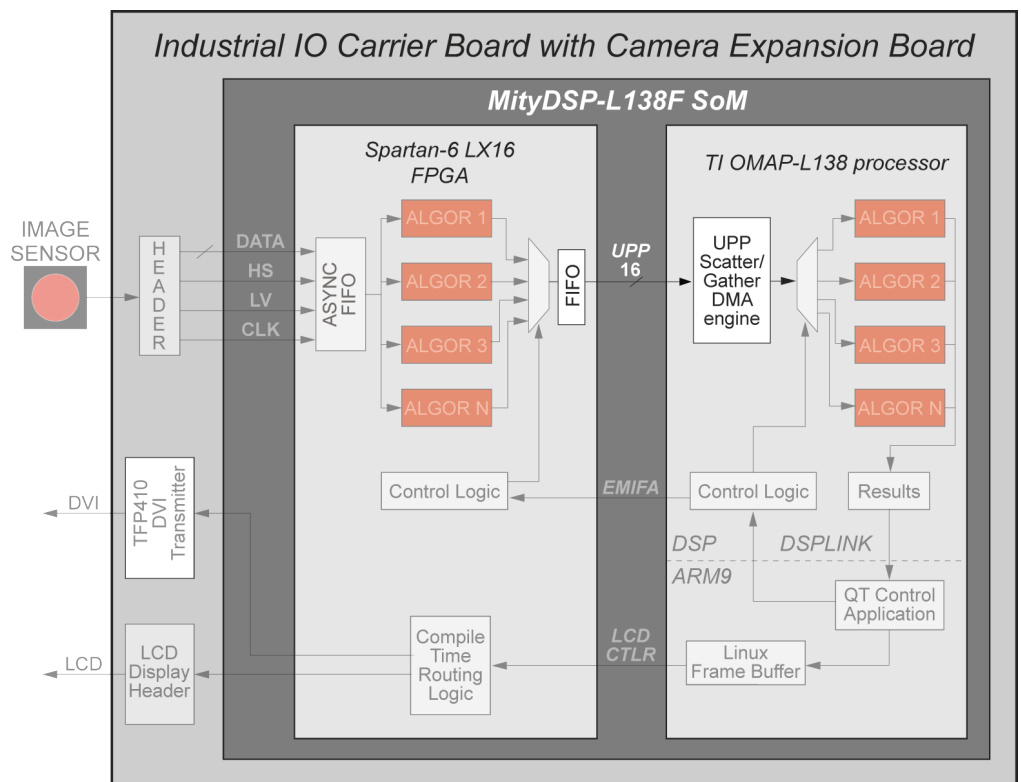 Industrial IO Carrier Board with Camera Expansion Board
MityDSP-L138F SoM
Spartan-6 LX16
FPGA
TI OMAP-L138 processor
IMAGE
SENSOR
HEADER
DATA
HS
LV
CLK
ASYNC
FIFO
ALGOR 1
ALGOR 2
ALGOR 3
ALGOR N
FIFO
UPP
16
UPP
Scatter/
Gather
DMA
engine
ALGOR 1
ALGOR 2
ALGOR 3
ALGOR N
Control Logic
EMIFA
Control Logic
Results
DSP
DSPLINK
ARM9
QT Control
Application
DVI
TFP410
DVI
Transmitter
LCD
LCD
Display
Header
Compile
Time
Routing
Logic
LCD
CTLR
Linux
Frame Buffer